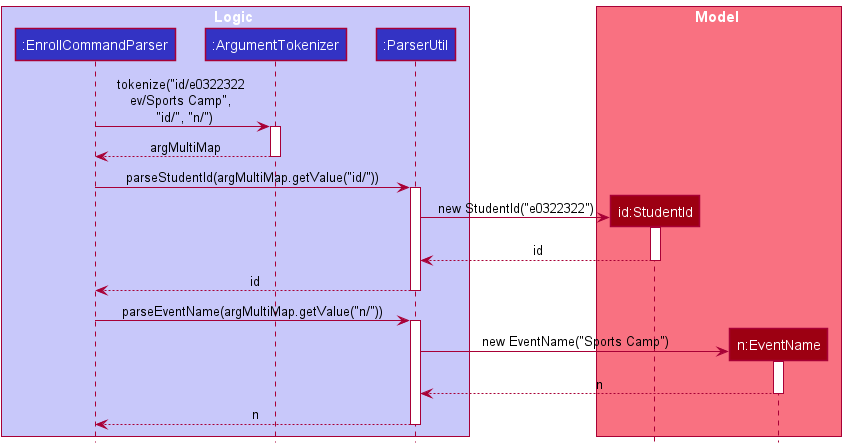 Logic
Model
:EnrollCommandParser
:ArgumentTokenizer
:ParserUtil
tokenize("id/e0322322
ev/Sports Camp",
"id/", "n/")
argMultiMap
parseStudentId(argMultiMap.getValue("id/"))
new StudentId("e0322322")
id:StudentId
id
id
parseEventName(argMultiMap.getValue("n/"))
new EventName("Sports Camp")
n:EventName
n
n